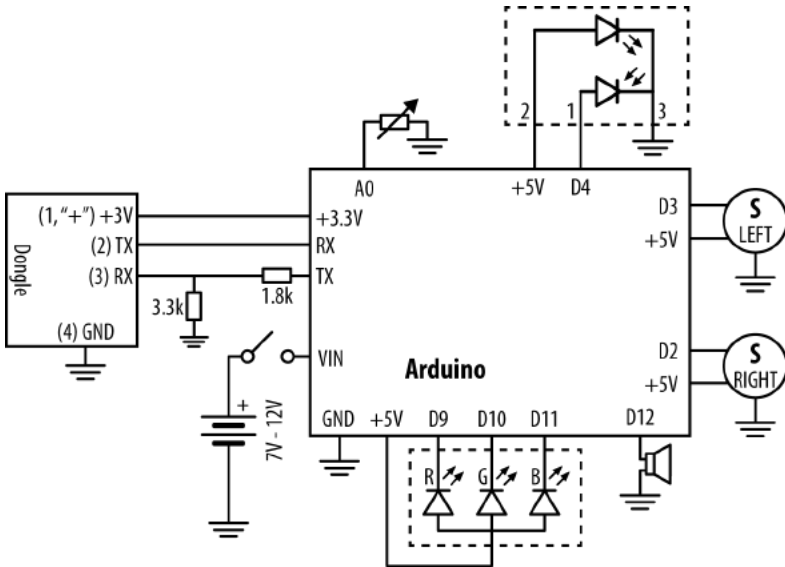 2 1 3
A0
+5V D4
Dongle
(1, “+”) +3V
(2) TX
(3) RX
(4) GND
3.3k
1.8k
+3.3V
RX
TX
VIN
+
7V - 12V
Arduino
D3
+5V
S
LEFT
D2
+5V
S
RIGHT
GND +5V D9 D10 D11 D12
R G B